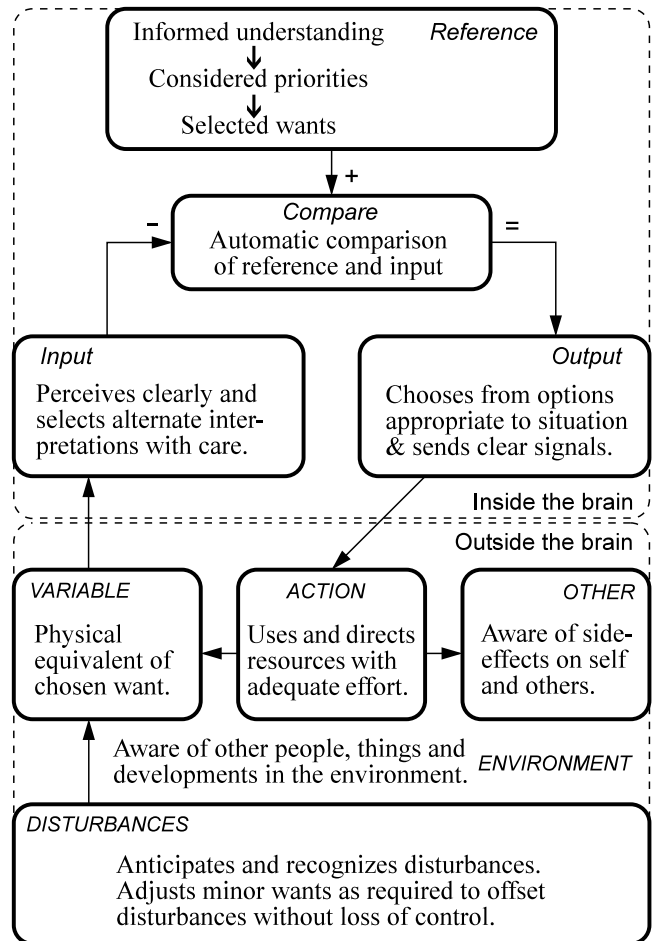 Informed understanding
Reference
Considered priorities
Selected wants
+
Compare
Automatic comparison
of reference and input
–
=
Input
Perceives clearly and
selects alternate inter-
pretations with care.
Output
Chooses from options
appropriate to situation
& sends clear signals.
Inside the brain
Outside the brain
VARIABLE
Physical
equivalent of
chosen want.
ACTION
Uses and directs
resources with
adequate effort.
OTHER
Aware of side-
effects on self
and others.
Aware of other people, things and
developments in the environment.
ENVIRONMENT
DISTURBANCES
Anticipates and recognizes disturbances.
Adjusts minor wants as required to offset
disturbances without loss of control.